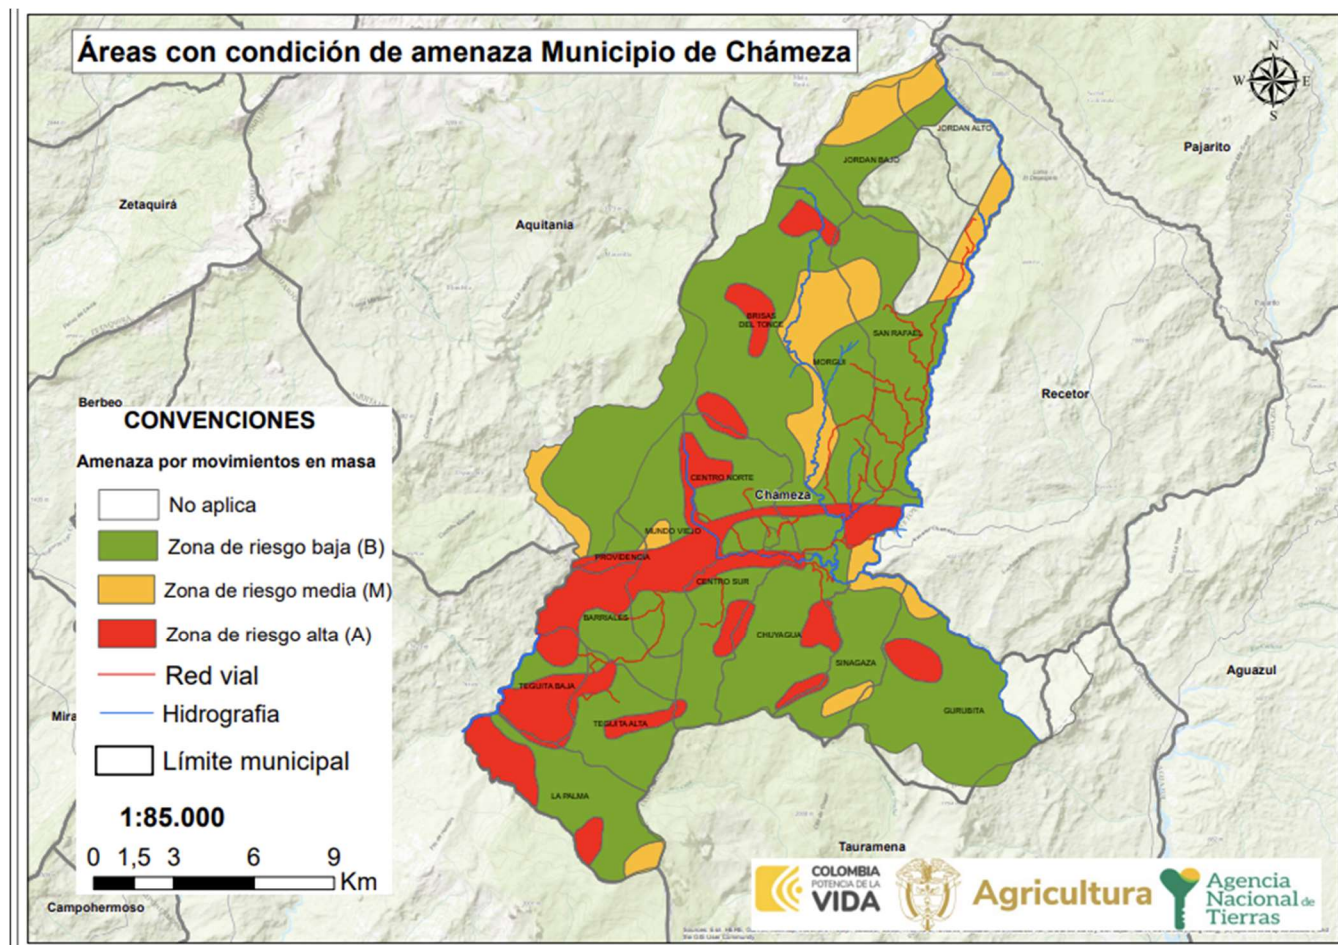 Áreas con condición de amenaza Municipio de Chámeza
N
W E
S
JORDAN ALTO
Pajarito
JORDAN BAJO
Zetaquirá
Aquitania
BRISAS
DEL TONCE
SAN RAFAEL
MORGUI
Recetor
Berbeo
CENTRO NORTE
Chámeza
MUNDO VIEJO
PROVIDENCIA
CENTRO SUR
BARRIALES
CHUYAGUA
SINAGAZA
Aguazul
TEGUITA BAJA
GURUBITA
Mira
TEGUITA ALTA
LA PALMA
Tauramena
Campohermoso
CONVENCIONES
Amenaza por movimientos en masa
No aplica
Zona de riesgo baja (B)
Zona de riesgo media (M)
Zona de riesgo alta (A)
Red vial
Hidrografia
Límite municipal
1:85.000
0 1,5 3 6 9
Km
COLOMBIA
POTENCIA DE LA
VIDA
Agricultura
Agencia
Nacional de
Tierras